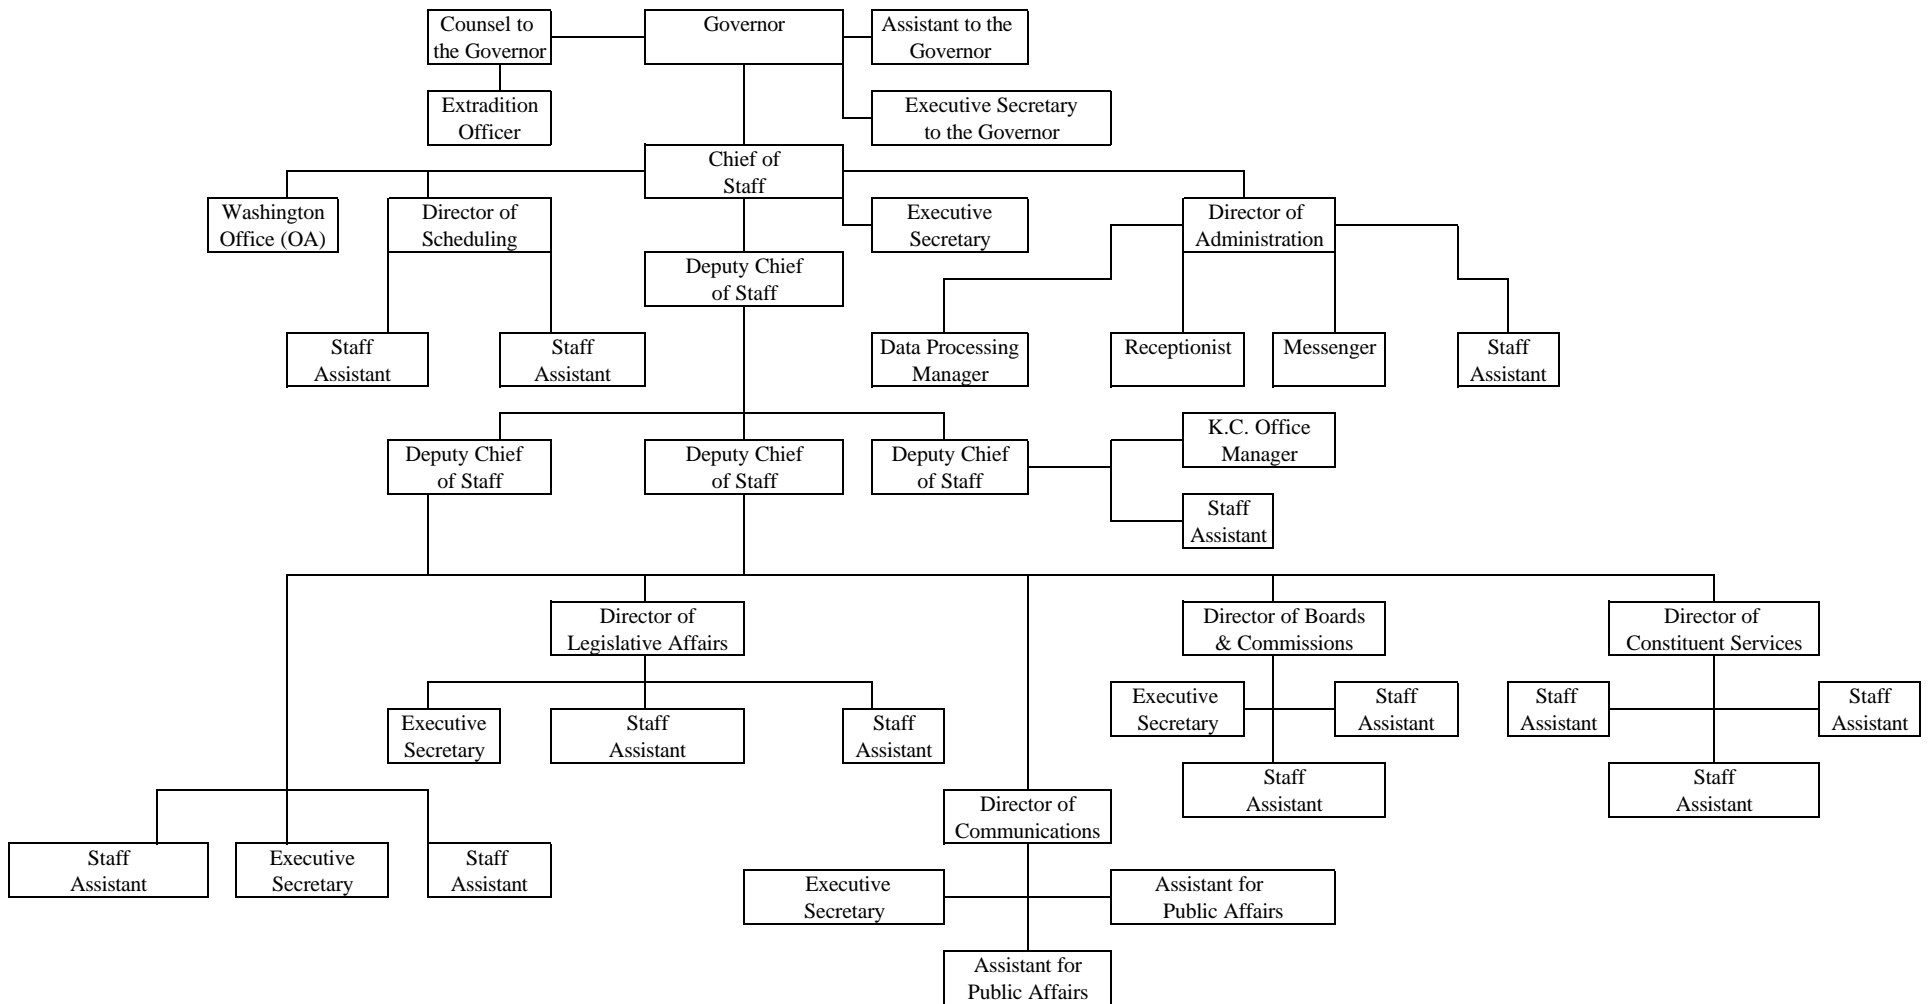 Counsel to
the Governor
Governor
Assistant to the
Governor
Extradition
Officer
Executive Secretary
to the Governor
Chief of
Staff
Washington
Office (OA)
Director of
Scheduling
Executive
Secretary
Director of
Administration
Deputy Chief
of Staff
Staff
Assistant
Staff
Assistant
Data Processing
Manager
Receptionist
Messenger
Staff
Assistant
Deputy Chief
of Staff
Deputy Chief
of Staff
Deputy Chief
of Staff
K.C. Office
Manager
Staff
Assistant
Director of
Legislative Affairs
Director of Boards
& Commissions
Director of
Constituent Services
Executive
Secretary
Staff
Assistant
Staff
Assistant
Executive
Secretary
Staff
Assistant
Staff
Assistant
Staff
Assistant
Staff
Assistant
Staff
Assistant
Director of
Communications
Staff
Assistant
Executive
Secretary
Staff
Assistant
Executive
Secretary
Assistant for
Public Affairs
Assistant for
Public Affairs